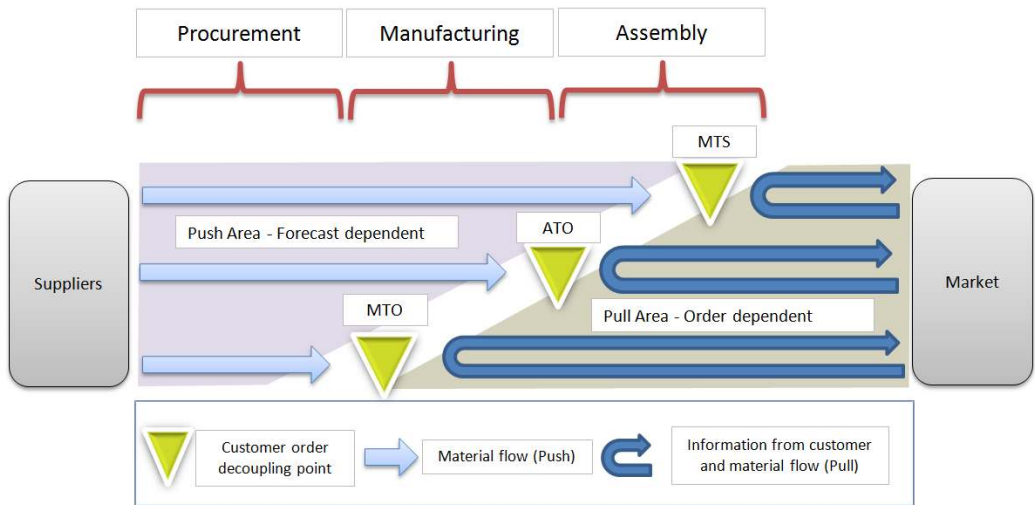 Procurement
Manufacturing
Assembly
MTS
Push Area - Forecast dependent
ATO
Suppliers
Market
MTO
Pull Area - Order dependent
Customer order
decoupling point
Material flow (Push)
Information from customer
and material flow (Pull)